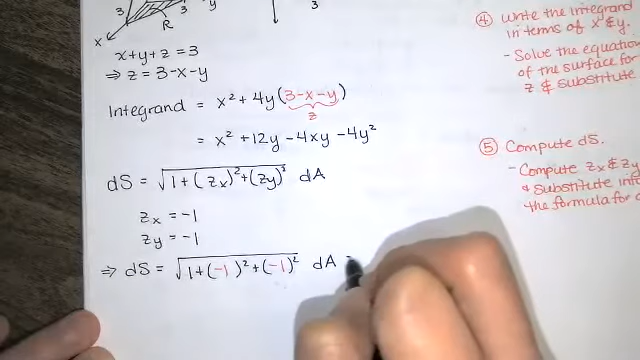 3
3
y
R
x
x+y+z=3
⇒ z=3-x-y
Integrand = x²+4y(3-x-y)
z
= x²+12y-4xy-4y²
dS = √(1+(zx)²+(zy)²) dA
zx = -1
zy = -1
⇒ dS = √(1+(-1)²+(-1)²) dA
④ Write the integrand
in terms of x & y.
- Solve the equation
of the surface for
z & substitute
⑤ Compute dS.
- Compute zx & zy
& substitute into
the formula for